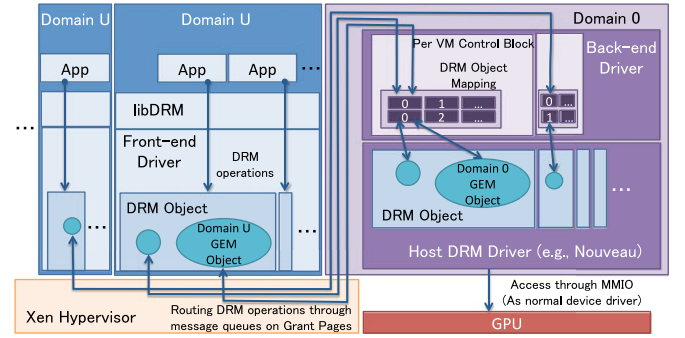 Domain U
Domain U
Domain 0
App
App
App
...
...
libDRM
Front-end
Driver
DRM
operations
...
...
DRM Object
Domain U
GEM
Object
...
Per VM Control Block
Back-end
Driver
DRM Object
Mapping
0 1 ...
0 2 ...
0 ...
1 ...
Domain 0
GEM
Object
DRM Object
...
Host DRM Driver (e.g., Nouveau)
Xen Hypervisor
Routing DRM operations through
message queues on Grant Pages
Access through MMIO
(As normal device driver)
GPU